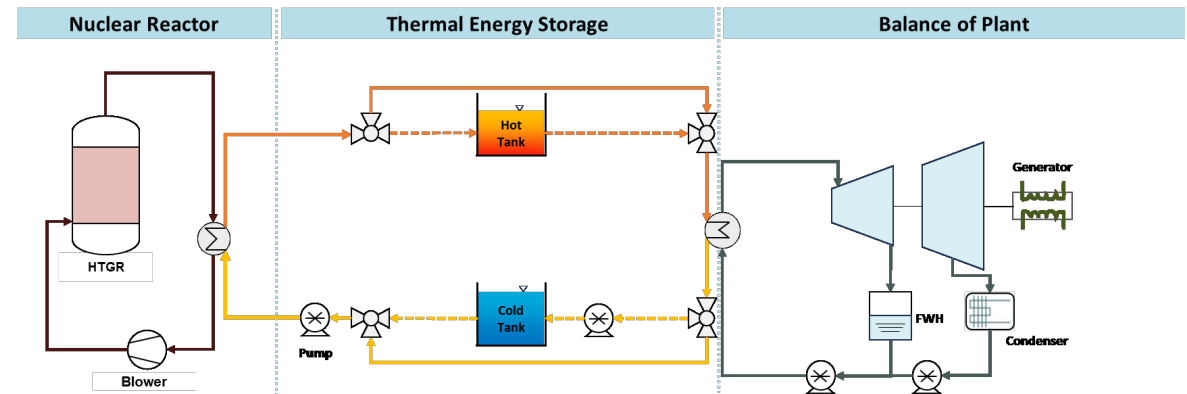 Nuclear Reactor
Thermal Energy Storage
Balance of Plant
Hot
Tank
Generator
HTGR
Cold
Tank
FWH
Condenser
Pump
Blower